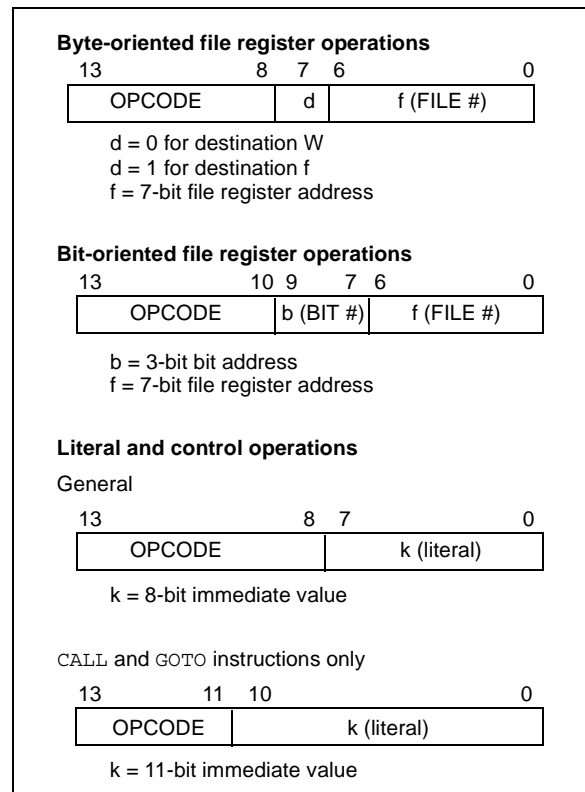 Byte-oriented file register operations
13 8 7 6 0
OPCODE d f (FILE #)
d = 0 for destination W
d = 1 for destination f
f = 7-bit file register address
Bit-oriented file register operations
13 10 9 7 6 0
OPCODE b (BIT #) f (FILE #)
b = 3-bit bit address
f = 7-bit file register address
Literal and control operations
General
13 8 7 0
OPCODE k (literal)
k = 8-bit immediate value
CALL and GOTO instructions only
13 11 10 0
OPCODE k (literal)
k = 11-bit immediate value